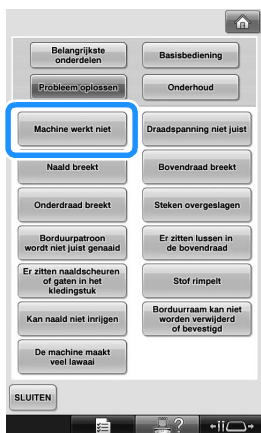 Belangrijkste
onderdelen
Basisbediening
Probleem oplossen
Onderhoud
Machine werkt niet
Draadspanning niet juist
Naald breekt
Bovendraad breekt
Onderdraad breekt
Steken overgeslagen
Borduurpatroon
wordt niet juist genaaid
Er zitten lussen in
de bovendraad
Er zitten naaldscheuren
of gaten in het
kledingstuk
Stof rimpelt
Kan naald niet inrijgen
Borduurraam kan niet
worden verwijderd
of bevestigd
De machine maakt
veel lawaai
SLUITEN
?